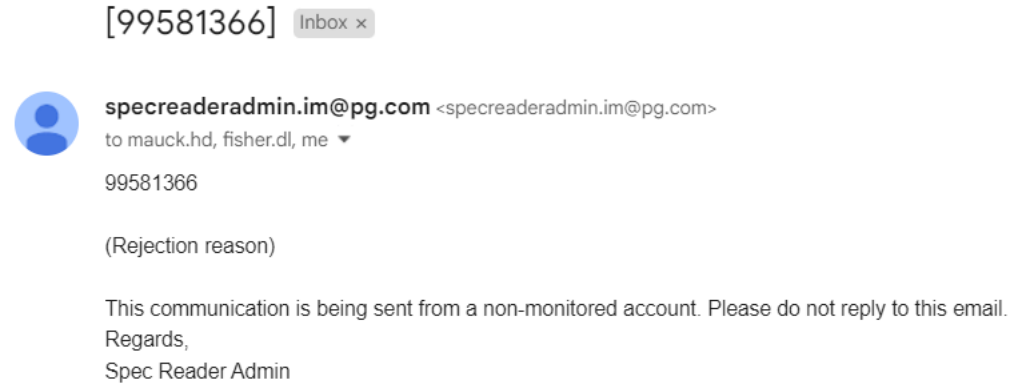 [99581366] Inbox ×
specreaderadmin.im@pg.com <specreaderadmin.im@pg.com>
to mauck.hd, fisher.dl, me
99581366
(Rejection reason)
This communication is being sent from a non-monitored account. Please do not reply to this email.
Regards,
Spec Reader Admin